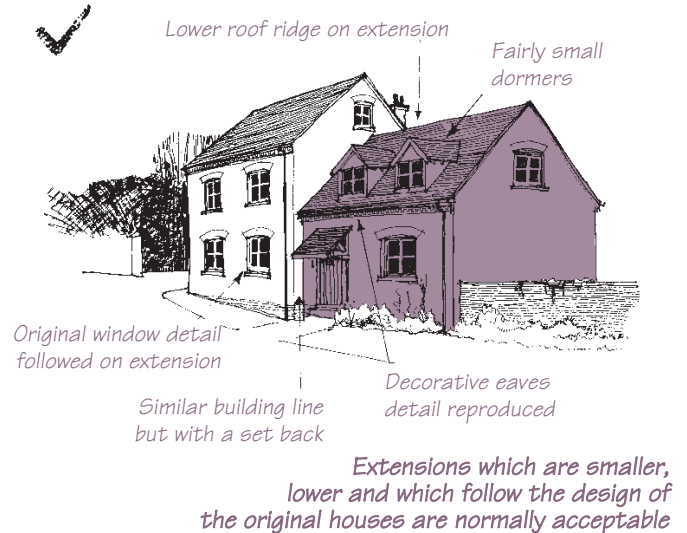 Lower roof ridge on extension
Fairly small
dormers
Original window detail
followed on extension
Decorative eaves
detail reproduced
Similar building line
but with a set back
Extensions which are smaller,
lower and which follow the design of
the original houses are normally acceptable